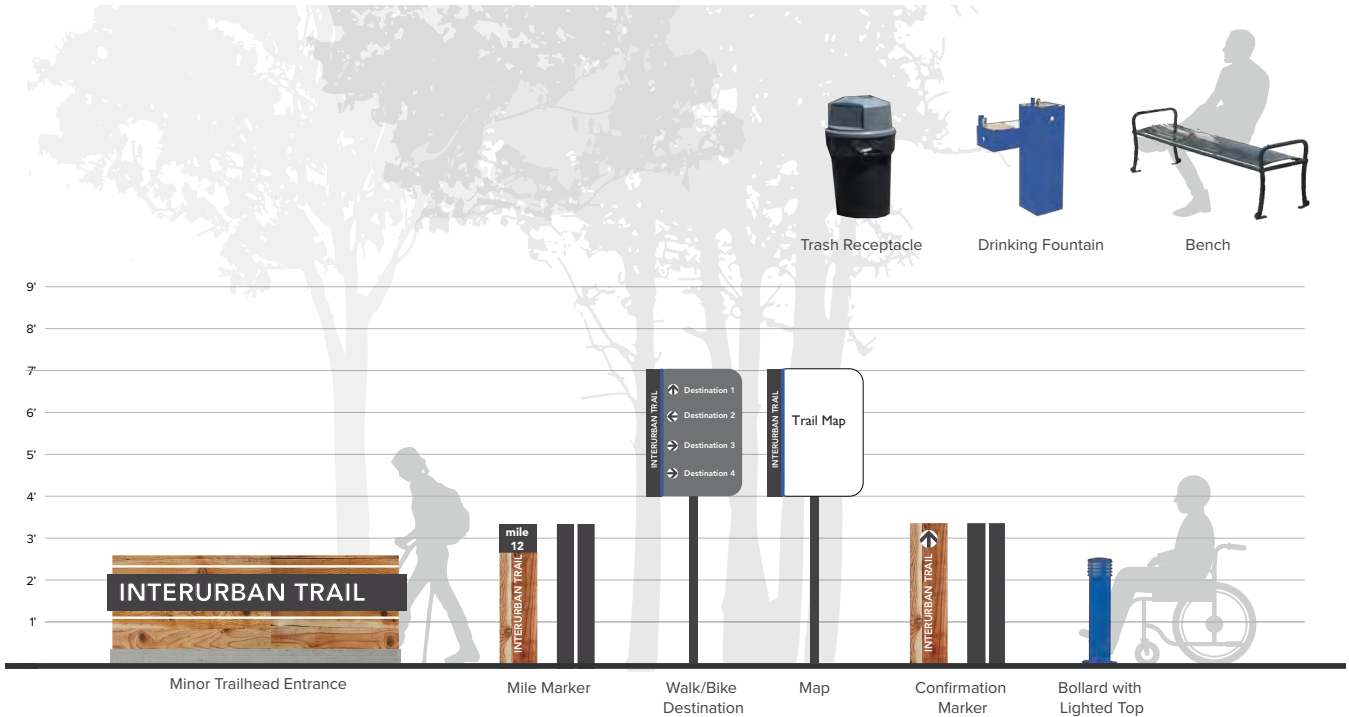 Trash Receptacle
Drinking Fountain
Bench
9'
8'
7'
6'
5'
4'
3'
2'
1'
INTERURBAN TRAIL
Minor Trailhead Entrance
mile
12
INTERURBAN TRAIL
Mile Marker
INTERURBAN TRAIL
Destination 1
Destination 2
Destination 3
Destination 4
Walk/Bike
Destination
INTERURBAN TRAIL
Trail Map
Map
INTERURBAN TRAIL
Confirmation
Marker
Bollard with
Lighted Top